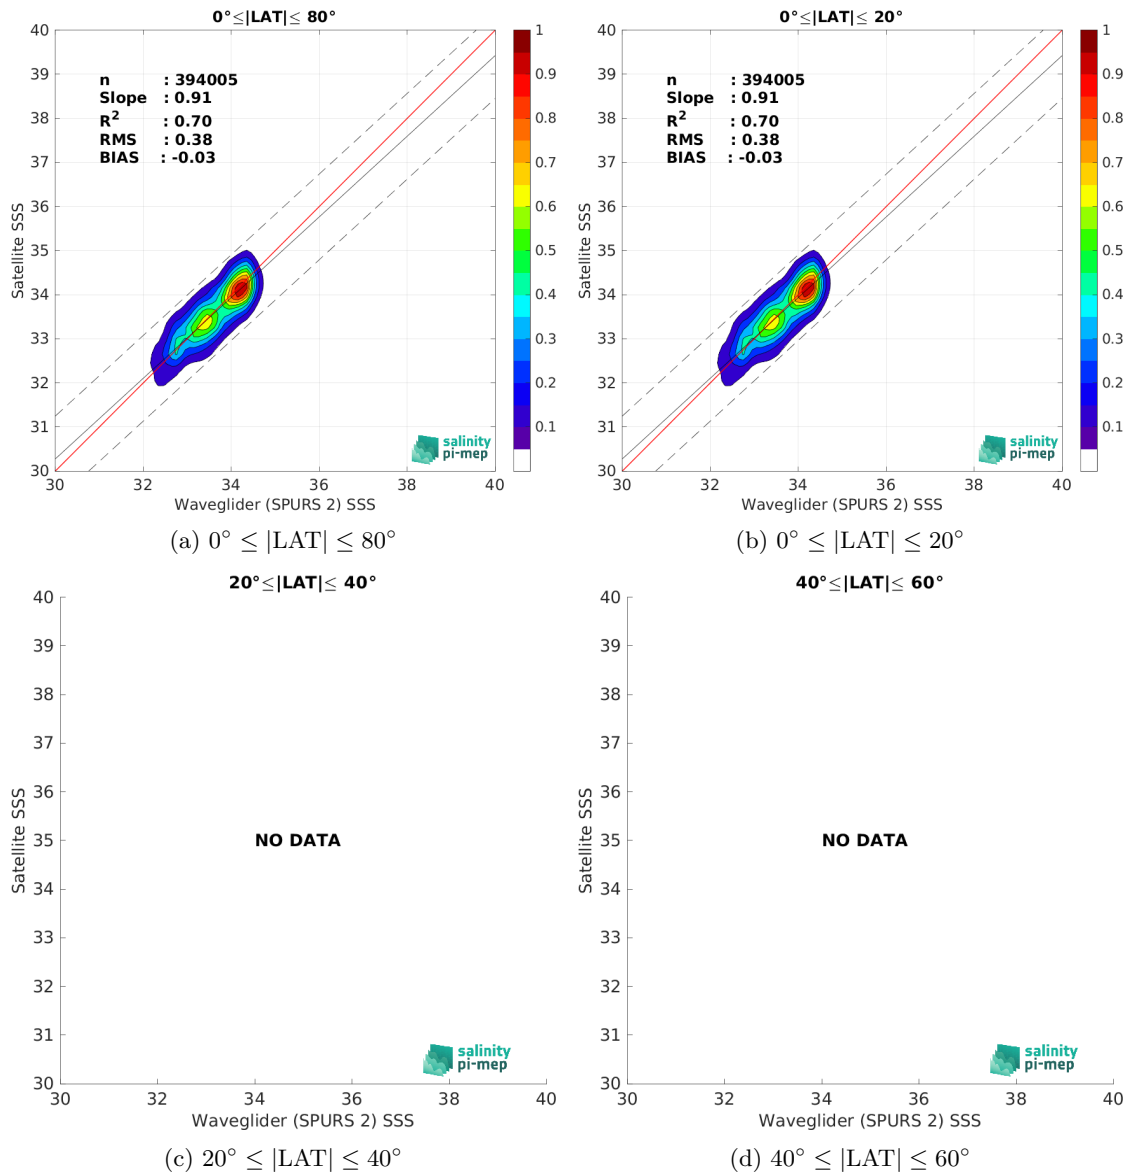 0°≤|LAT|≤ 80°
40
39
38
37
36
35
34
33
32
31
30
30 32 34 36 38 40
Satellite SSS
Waveglider (SPURS 2) SSS
n : 394005
Slope : 0.91
R² : 0.70
RMS : 0.38
BIAS : -0.03
1
0.9
0.8
0.7
0.6
0.5
0.4
0.3
0.2
0.1
salinity
pi-mep
(a) 0° ≤ |LAT| ≤ 80°
0°≤|LAT|≤ 20°
40
39
38
37
36
35
34
33
32
31
30
30 32 34 36 38 40
Satellite SSS
Waveglider (SPURS 2) SSS
n : 394005
Slope : 0.91
R² : 0.70
RMS : 0.38
BIAS : -0.03
1
0.9
0.8
0.7
0.6
0.5
0.4
0.3
0.2
0.1
salinity
pi-mep
(b) 0° ≤ |LAT| ≤ 20°
20°≤|LAT|≤ 40°
40
39
38
37
36
35
34
33
32
31
30
30 32 34 36 38 40
Satellite SSS
Waveglider (SPURS 2) SSS
NO DATA
salinity
pi-mep
(c) 20° ≤ |LAT| ≤ 40°
40°≤|LAT|≤ 60°
40
39
38
37
36
35
34
33
32
31
30
30 32 34 36 38 40
Satellite SSS
Waveglider (SPURS 2) SSS
NO DATA
salinity
pi-mep
(d) 40° ≤ |LAT| ≤ 60°